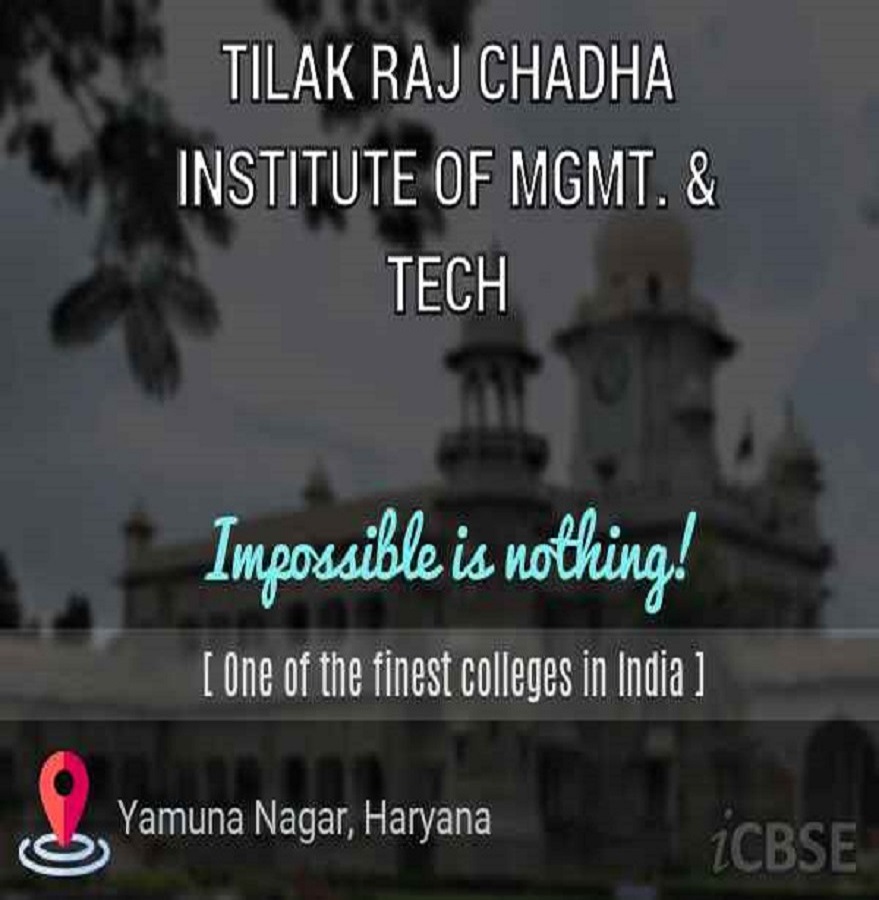 TILAK RAJ CHADHA
INSTITUTE OF MGMT. &
TECH
Impossible is nothing!
[ One of the finest colleges in India ]
Yamuna Nagar, Haryana
iCBSE